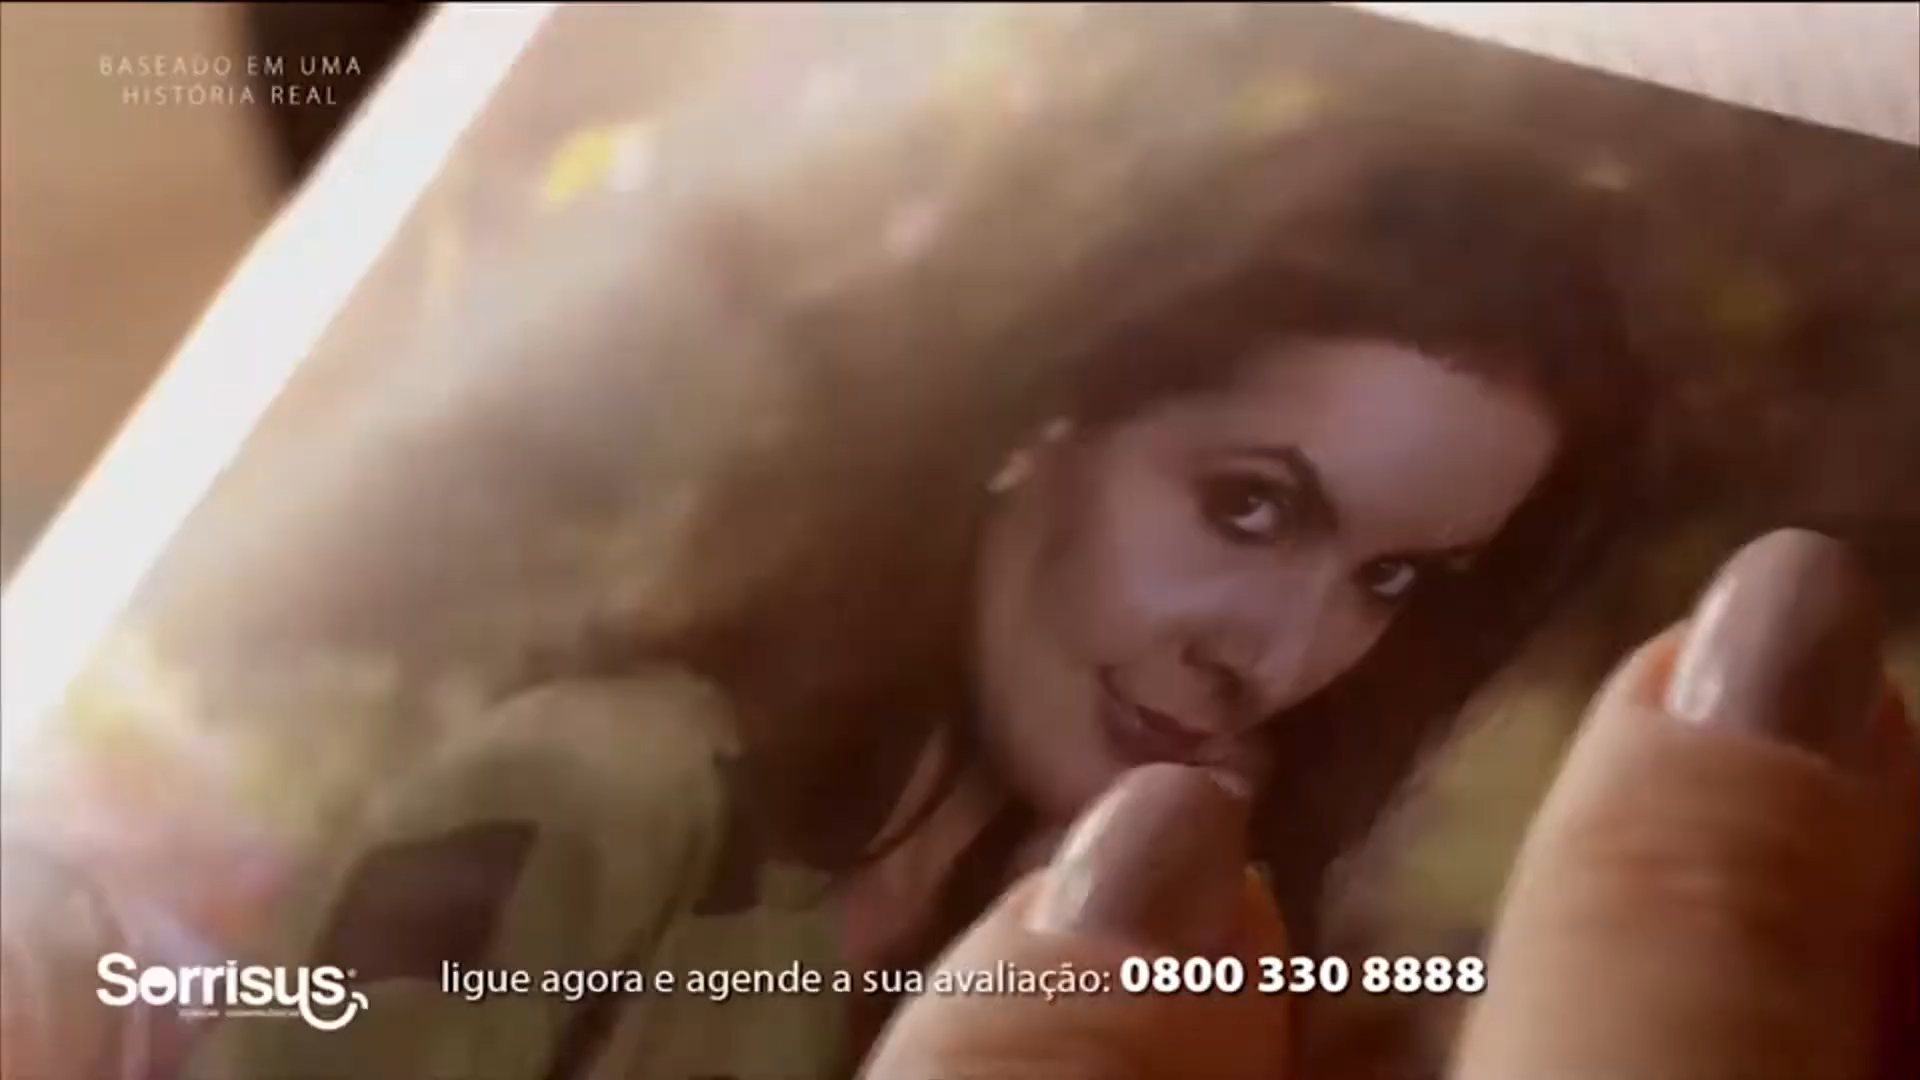 BASEADO EM UMA
HISTÓRIA REAL
Sorrisus
ligue agora e agende a sua avaliação: 0800 330 8888